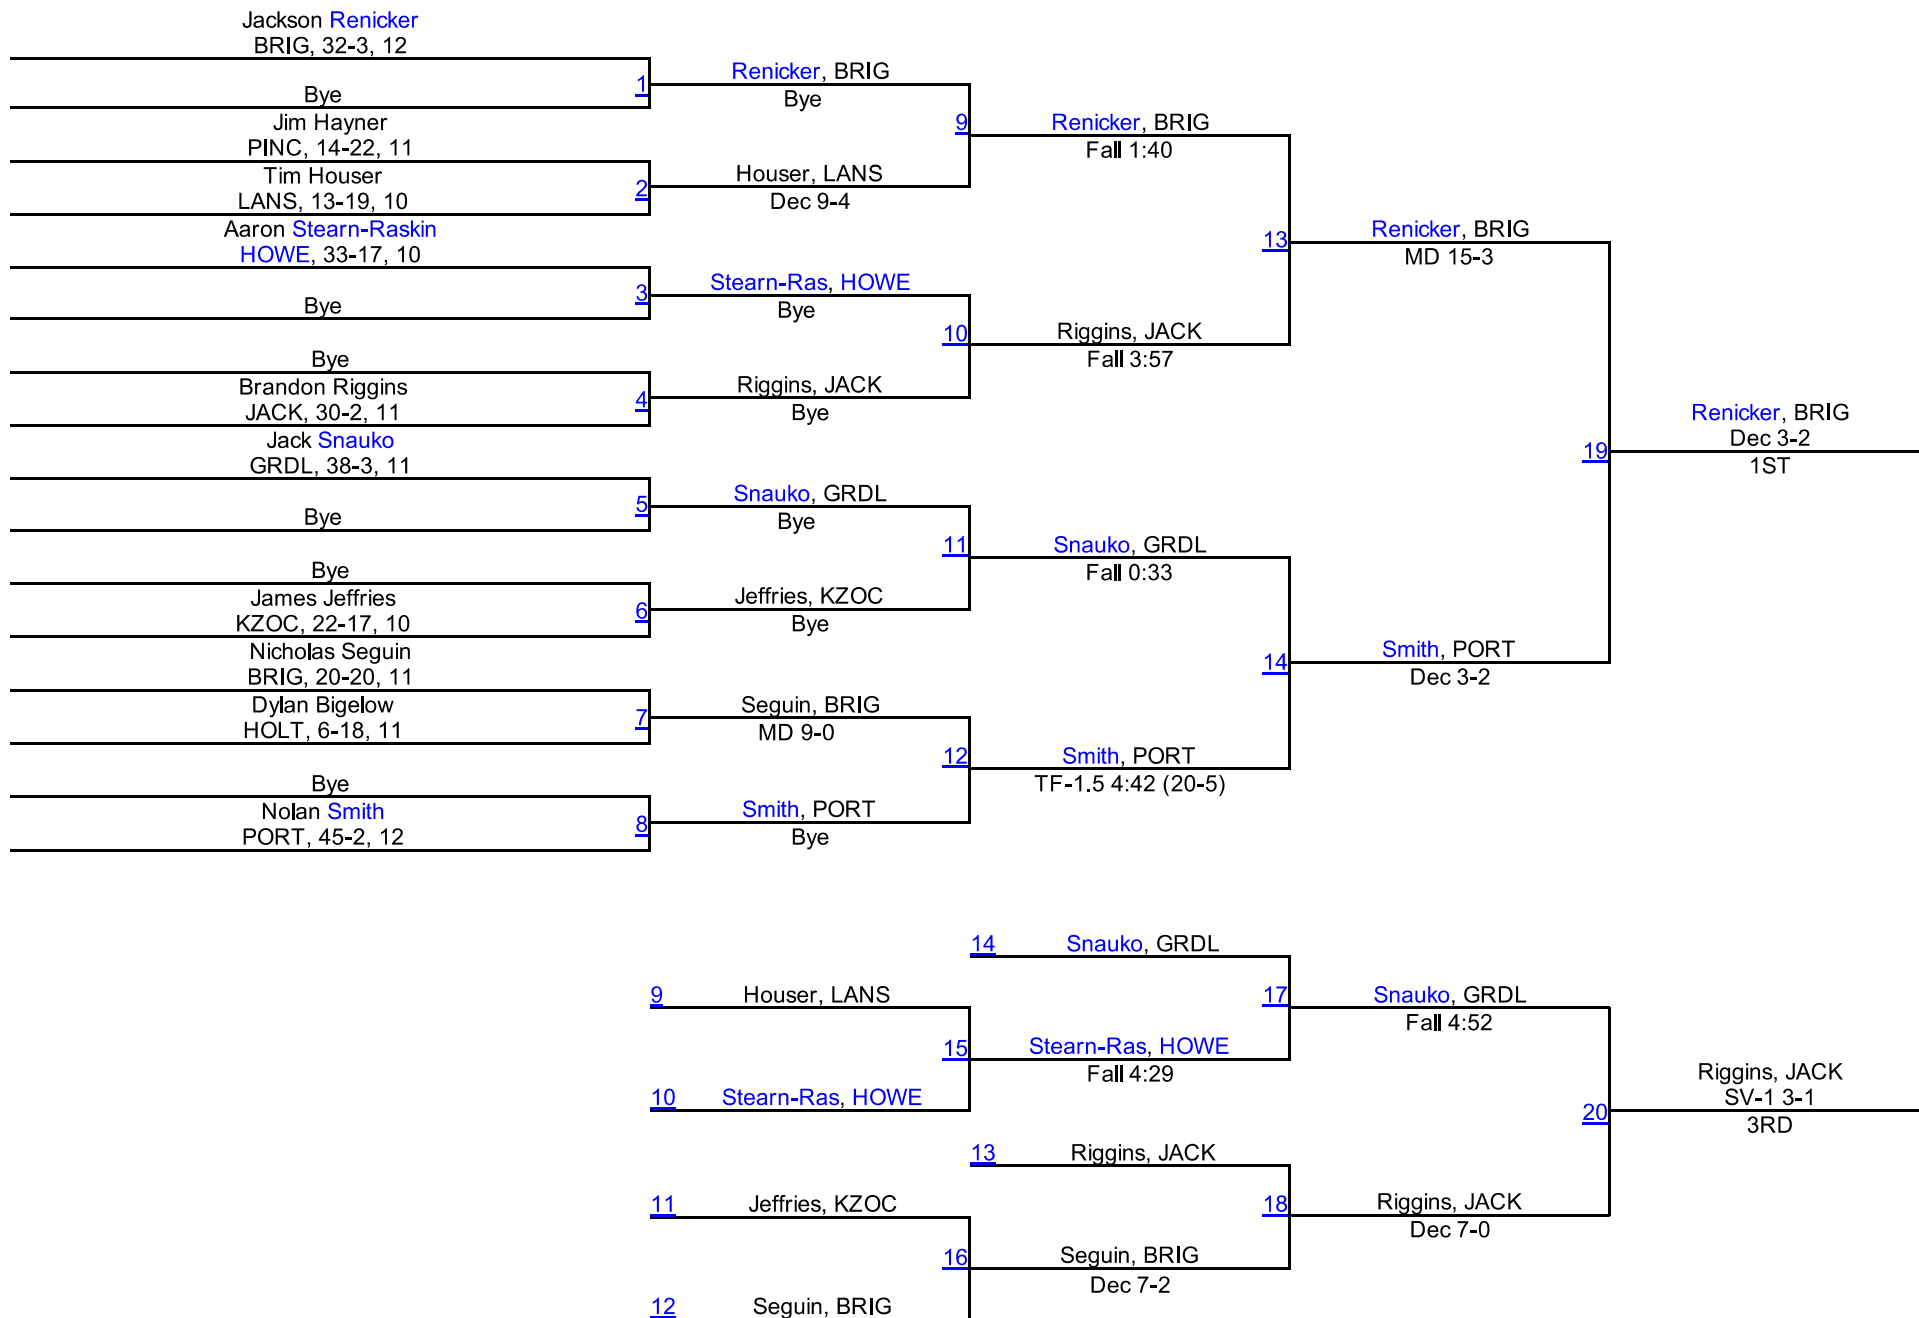 Jackson Renicker
BRIG, 32-3, 12
Bye
1
Jim Hayner
PINC, 14-22, 11
Tim Houser
LANS, 13-19, 10
2
Aaron Stearn-Raskin
HOWE, 33-17, 10
Bye
3
Bye
Brandon Riggins
JACK, 30-2, 11
4
Jack Snauko
GRDL, 38-3, 11
Bye
5
Bye
James Jeffries
KZOC, 22-17, 10
6
Nicholas Seguin
BRIG, 20-20, 11
Dylan Bigelow
HOLT, 6-18, 11
7
Bye
Nolan Smith
PORT, 45-2, 12
8
Renicker, BRIG
Bye
9
Houser, LANS
Dec 9-4
Stearn-Ras, HOWE
Bye
10
Riggins, JACK
Bye
Snauko, GRDL
Bye
11
Jeffries, KZOC
Bye
Seguin, BRIG
MD 9-0
12
Smith, PORT
Bye
Renicker, BRIG
Fall 1:40
13
Riggins, JACK
Fall 3:57
Snauko, GRDL
Fall 0:33
14
Smith, PORT
TF-1.5 4:42 (20-5)
Renicker, BRIG
MD 15-3
19
Smith, PORT
Dec 3-2
Renicker, BRIG
Dec 3-2
1ST
14 Snauko, GRDL
9 Houser, LANS
17
15
Stearn-Ras, HOWE
Fall 4:29
10 Stearn-Ras, HOWE
13 Riggins, JACK
11 Jeffries, KZOC
18
16
Seguin, BRIG
Dec 7-2
12 Seguin, BRIG
Snauko, GRDL
Fall 4:52
20
Riggins, JACK
Dec 7-0
Riggins, JACK
SV-1 3-1
3RD